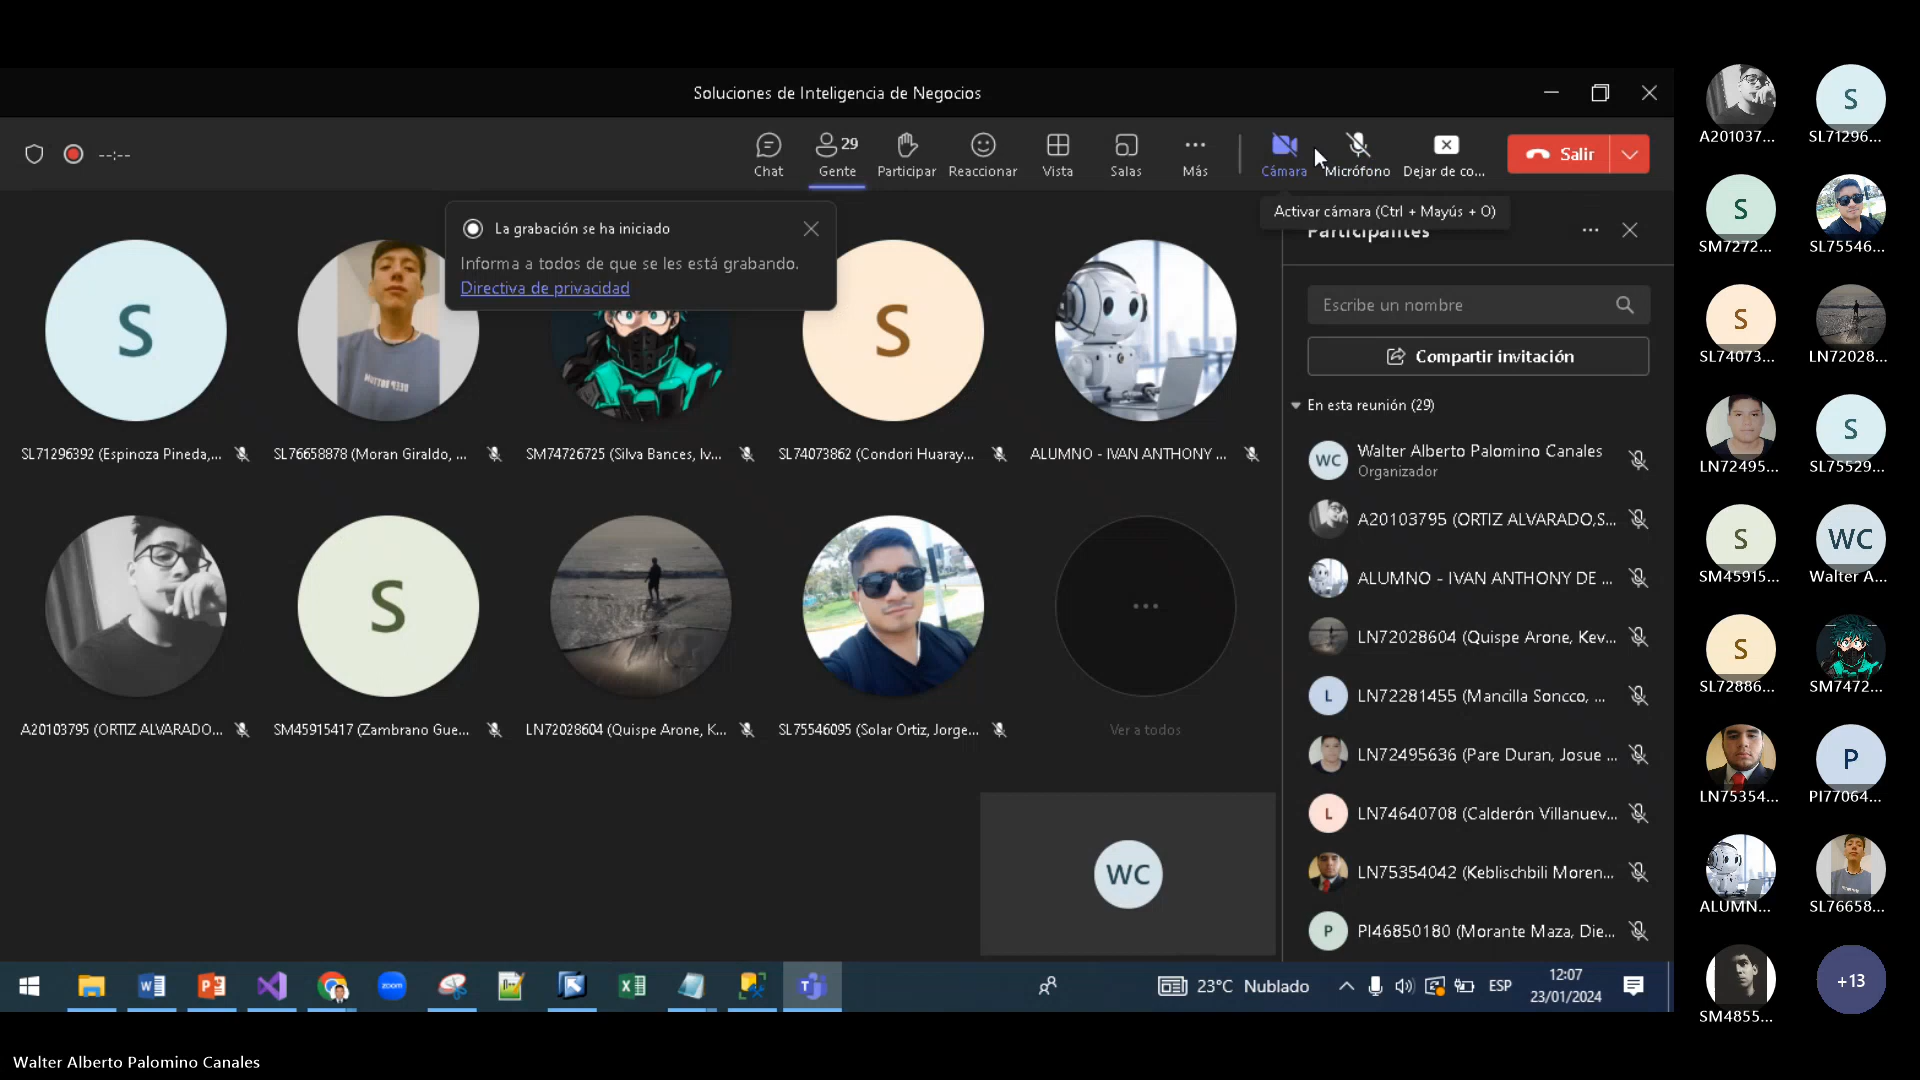 Soluciones de Inteligencia de Negocios
--:--
Chat
29
Gente
Participar
Reaccionar
Vista
Salas
Más
Cámara
Micrófono
Dejar de co...
Salir
Activar cámara (Ctrl + Mayús + O)
La grabación se ha iniciado
Informa a todos de que se les está grabando.
Directiva de privacidad
S
S
SL71296392 (Espinoza Pineda,...
SL76658878 (Moran Giraldo, ...
SM74726725 (Silva Bances, Iv...
SL74073862 (Condori Huaray...
ALUMNO - IVAN ANTHONY ...
S
...
A20103795 (ORTIZ ALVARADO...
SM45915417 (Zambrano Gue...
LN72028604 (Quispe Arone, K...
SL75546095 (Solar Ortiz, Jorge...
Ver a todos
WC
Participantes
Escribe un nombre
Compartir invitación
En esta reunión (29)
WC
Walter Alberto Palomino Canales
Organizador
A20103795 (ORTIZ ALVARADO,S...
ALUMNO - IVAN ANTHONY DE ...
LN72028604 (Quispe Arone, Kev...
L
LN72281455 (Mancilla Soncco, ...
LN72495636 (Pare Duran, Josue ...
L
LN74640708 (Calderón Villanuev...
LN75354042 (Keblischbili Moren...
P
PI46850180 (Morante Maza, Die...
zoom
23°C Nublado
ESP
12:07
23/01/2024
A201037...
S
SL71296...
S
SM7272...
SL75546...
S
SL74073...
LN72028...
LN72495...
S
SL75529...
S
SM45915...
WC
Walter A...
S
SL72886...
SM7472...
LN75354...
P
PI77064...
ALUMN...
SL76658...
SM4855...
+13
Walter Alberto Palomino Canales